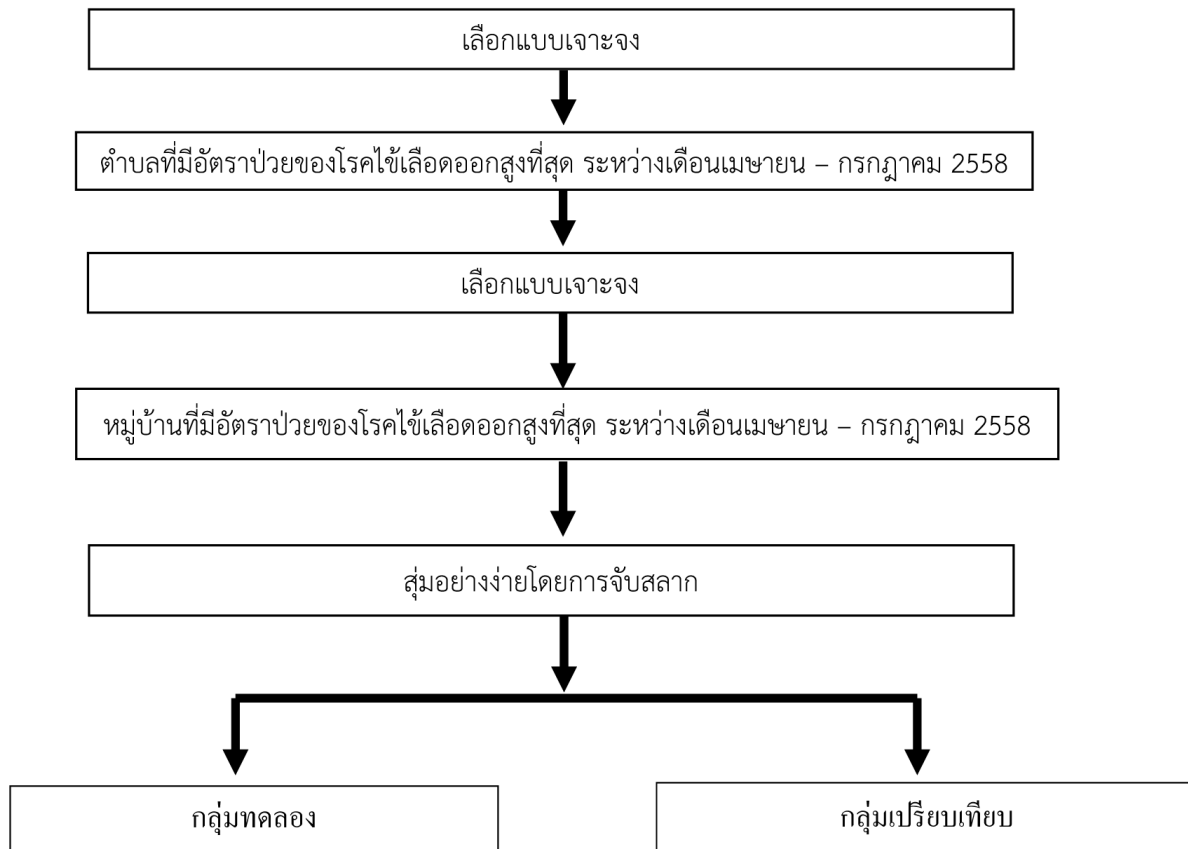 เลือกแบบเจาะจง
ตำบลที่มีอัตราป่วยของโรคไข้เลือดออกสูงที่สุด ระหว่างเดือนเมษายน – กรกฎาคม 2558
เลือกแบบเจาะจง
หมู่บ้านที่มีอัตราป่วยของโรคไข้เลือดออกสูงที่สุด ระหว่างเดือนเมษายน – กรกฎาคม 2558
สุ่มอย่างง่ายโดยการจับสลาก
กลุ่มทดลอง
กลุ่มเปรียบเทียบ